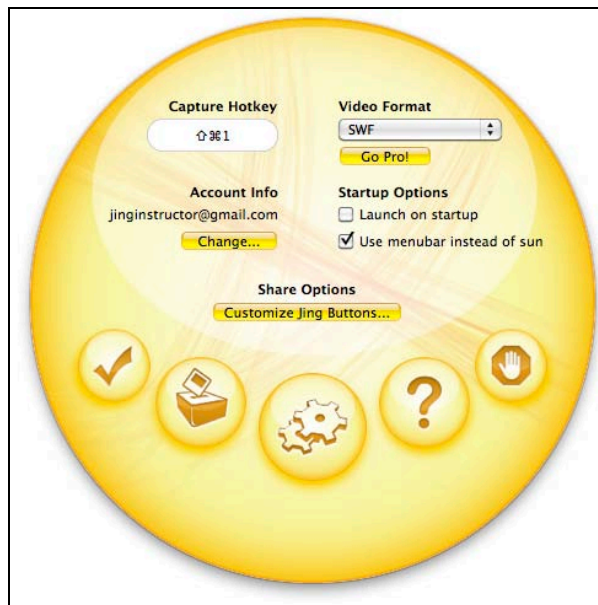 Capture Hotkey
⇧⌘1
Video Format
SWF
Go Pro!
Account Info
jinginstructor@gmail.com
Change...
Startup Options
Launch on startup
Use menubar instead of sun
Share Options
Customize Jing Buttons...
?